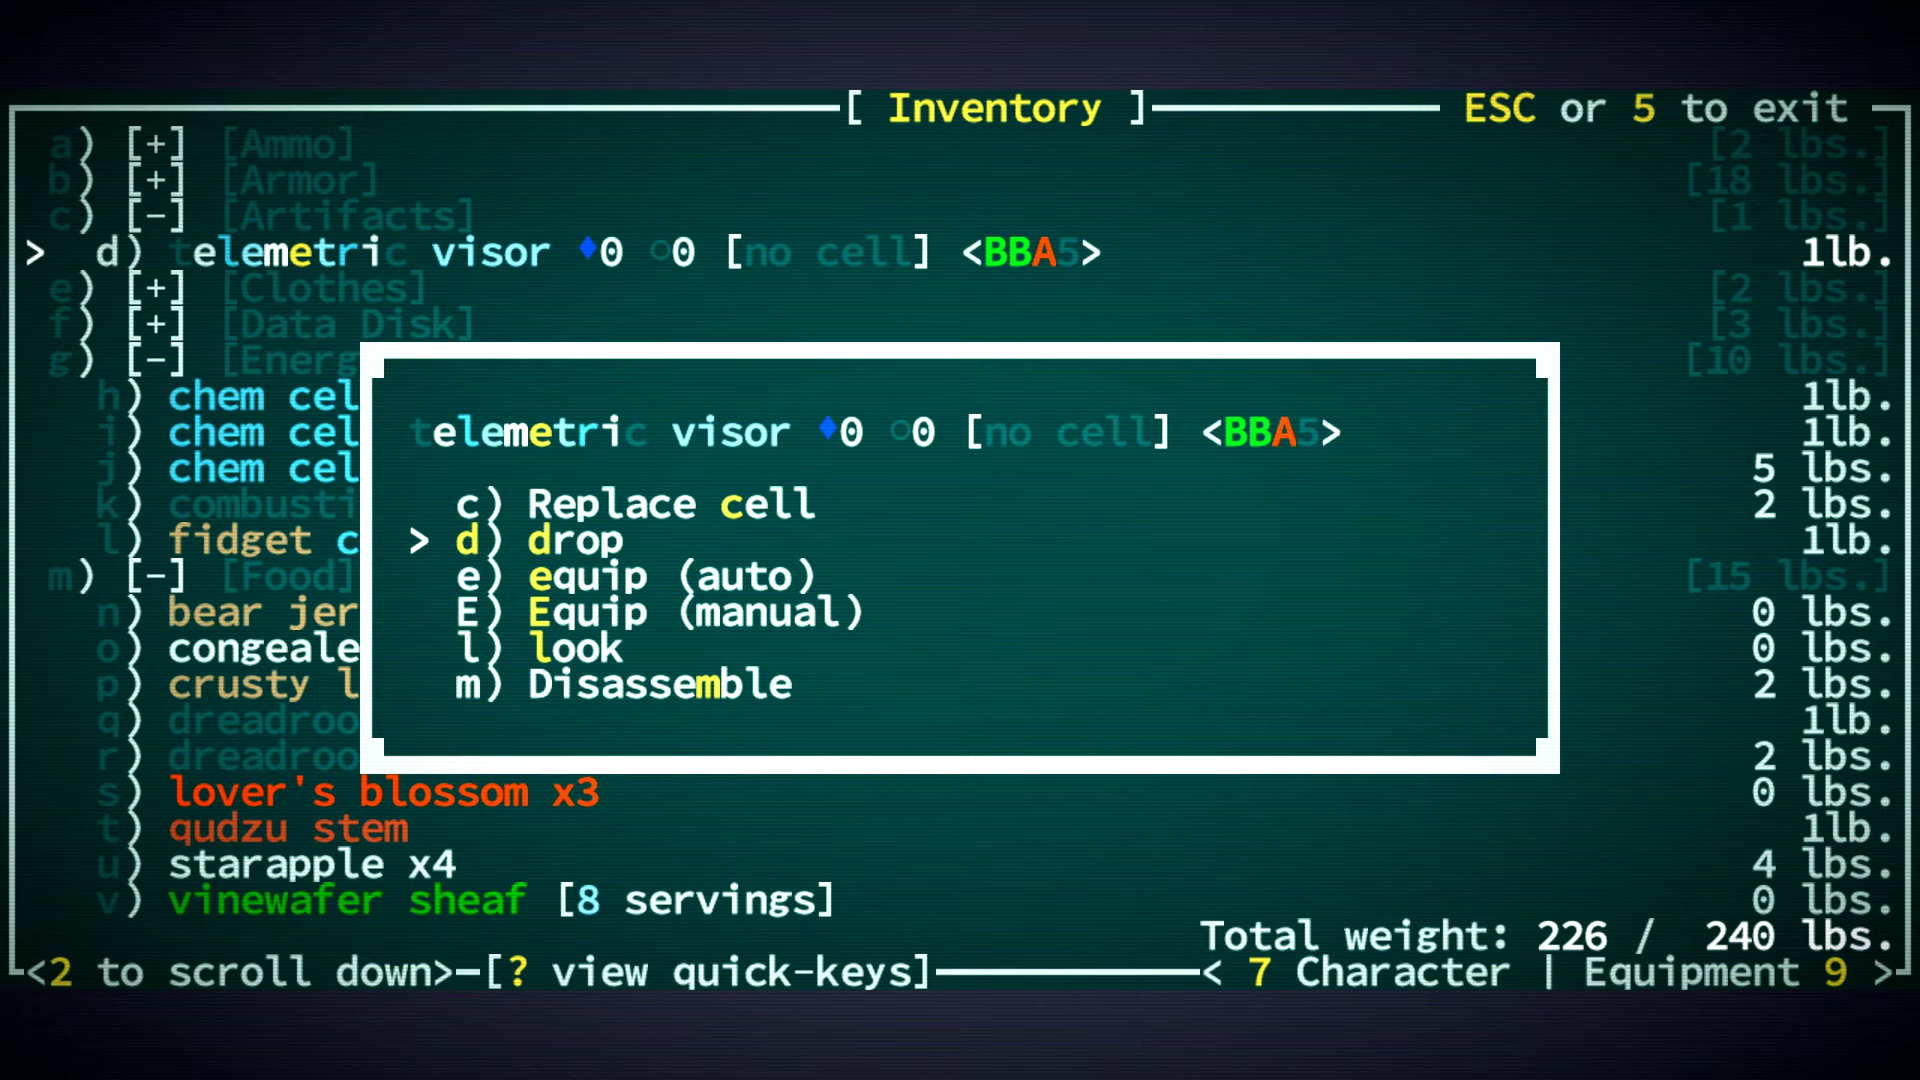 [ Inventory ] ESC or 5 to exit
a) [+] [Ammo] [2 lbs.]
b) [+] [Armor] [18 lbs.]
c) [-] [Artifacts] [1 lbs.]
> d) telemetric visor ♦0 ○0 [no cell] <BBA5> 1lb.
e) [+] [Clothes] [2 lbs.]
f) [+] [Data Disk] [3 lbs.]
g) [-] [Energ [10 lbs.]
h) chem cel 1lb.
i) chem cel 1lb.
j) chem cel 5 lbs.
k) combusti 2 lbs.
l) fidget c 1lb.
m) [-] [Food] [15 lbs.]
n) bear jer 0 lbs.
o) congeale 0 lbs.
p) crusty l 2 lbs.
q) dreadroo 1lb.
r) dreadroo 2 lbs.
s) lover's blossom x3 0 lbs.
t) qudzu stem 1lb.
u) starapple x4 4 lbs.
v) vinewafer sheaf [8 servings] 0 lbs.
telemetric visor ♦0 ○0 [no cell] <BBA5>
c) Replace cell
> d) drop
e) equip (auto)
E) Equip (manual)
l) look
m) Disassemble
Total weight: 226 / 240 lbs.
<2 to scroll down> [? view quick-keys] < 7 Character | Equipment 9 >